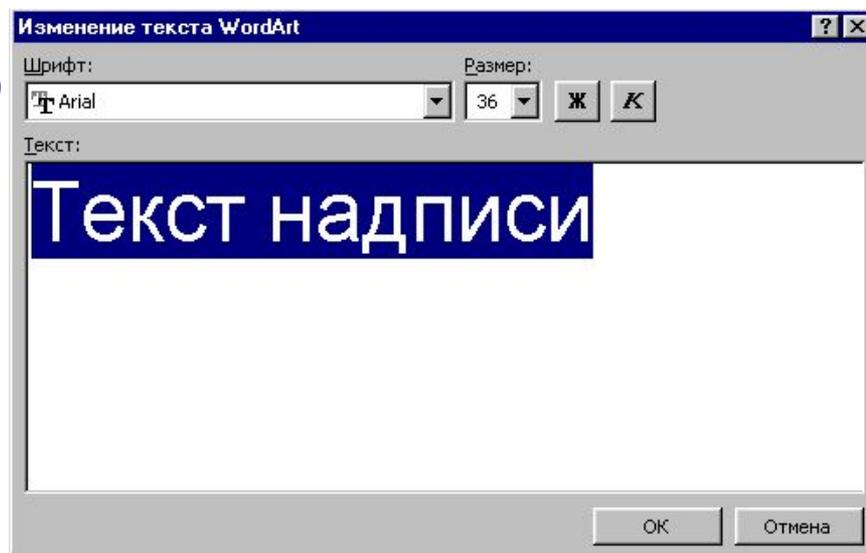 Изменение текста WordArt
Шрифт: Размер:
Arial 36 Ж К
Текст:
Текст надписи
ОК Отмена